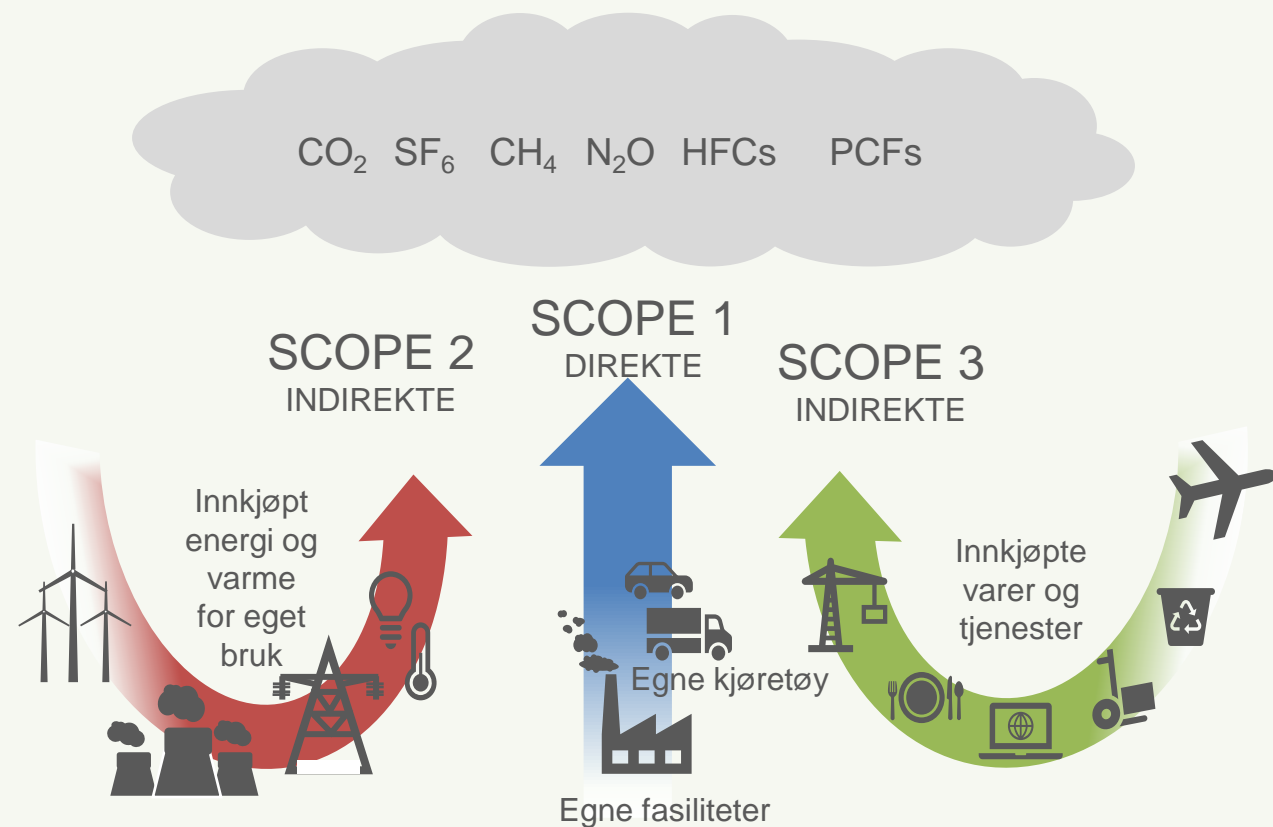 CO₂ SF₆ CH₄ N₂O HFCs PCFs
SCOPE 1
DIREKTE
SCOPE 2
INDIREKTE
SCOPE 3
INDIREKTE
Innkjøpt
energi og
varme
for eget
bruk
Egne kjøretøy
Egne fasiliteter
Innkjøpte
varer og
tjenester